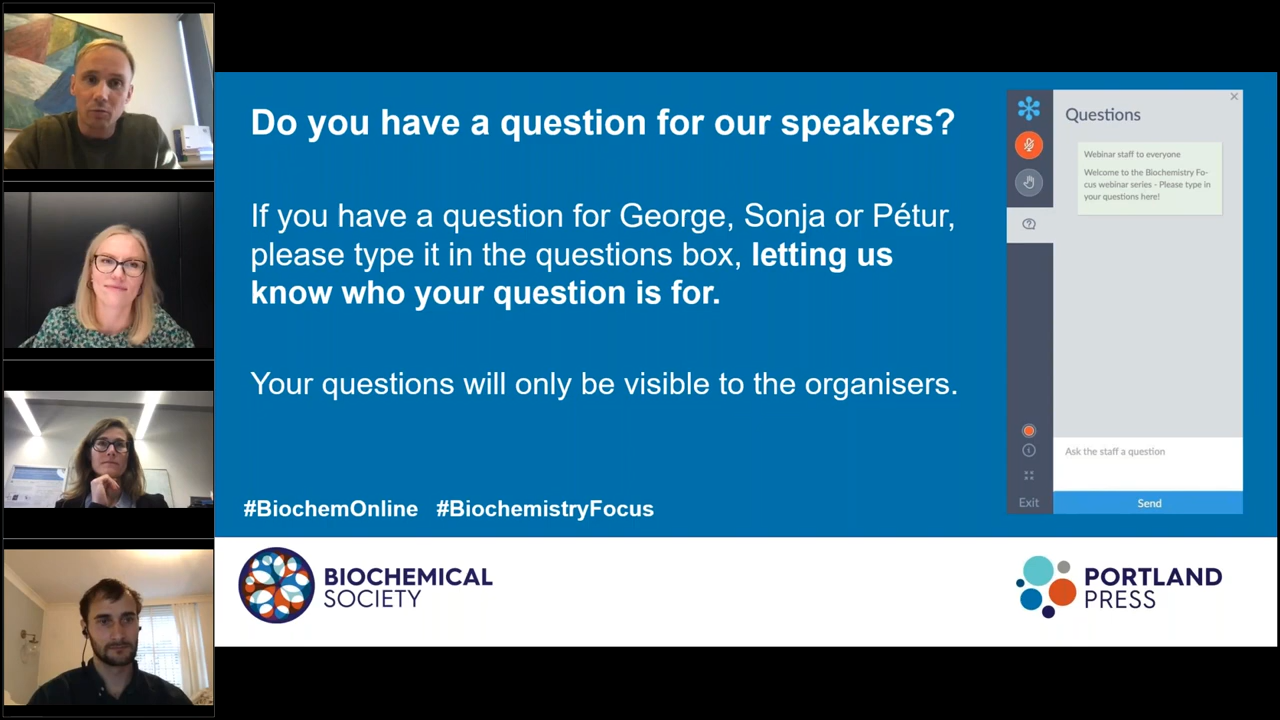 Do you have a question for our speakers?
If you have a question for George, Sonja or Pétur,
please type it in the questions box, letting us
know who your question is for.
Your questions will only be visible to the organisers.
#BiochemOnline #BiochemistryFocus
Questions
Webinar staff to everyone
Welcome to the Biochemistry Fo-
cus webinar series - Please type in
your questions here!
Ask the staff a question
Exit
Send
BIOCHEMICAL
SOCIETY
PORTLAND
PRESS